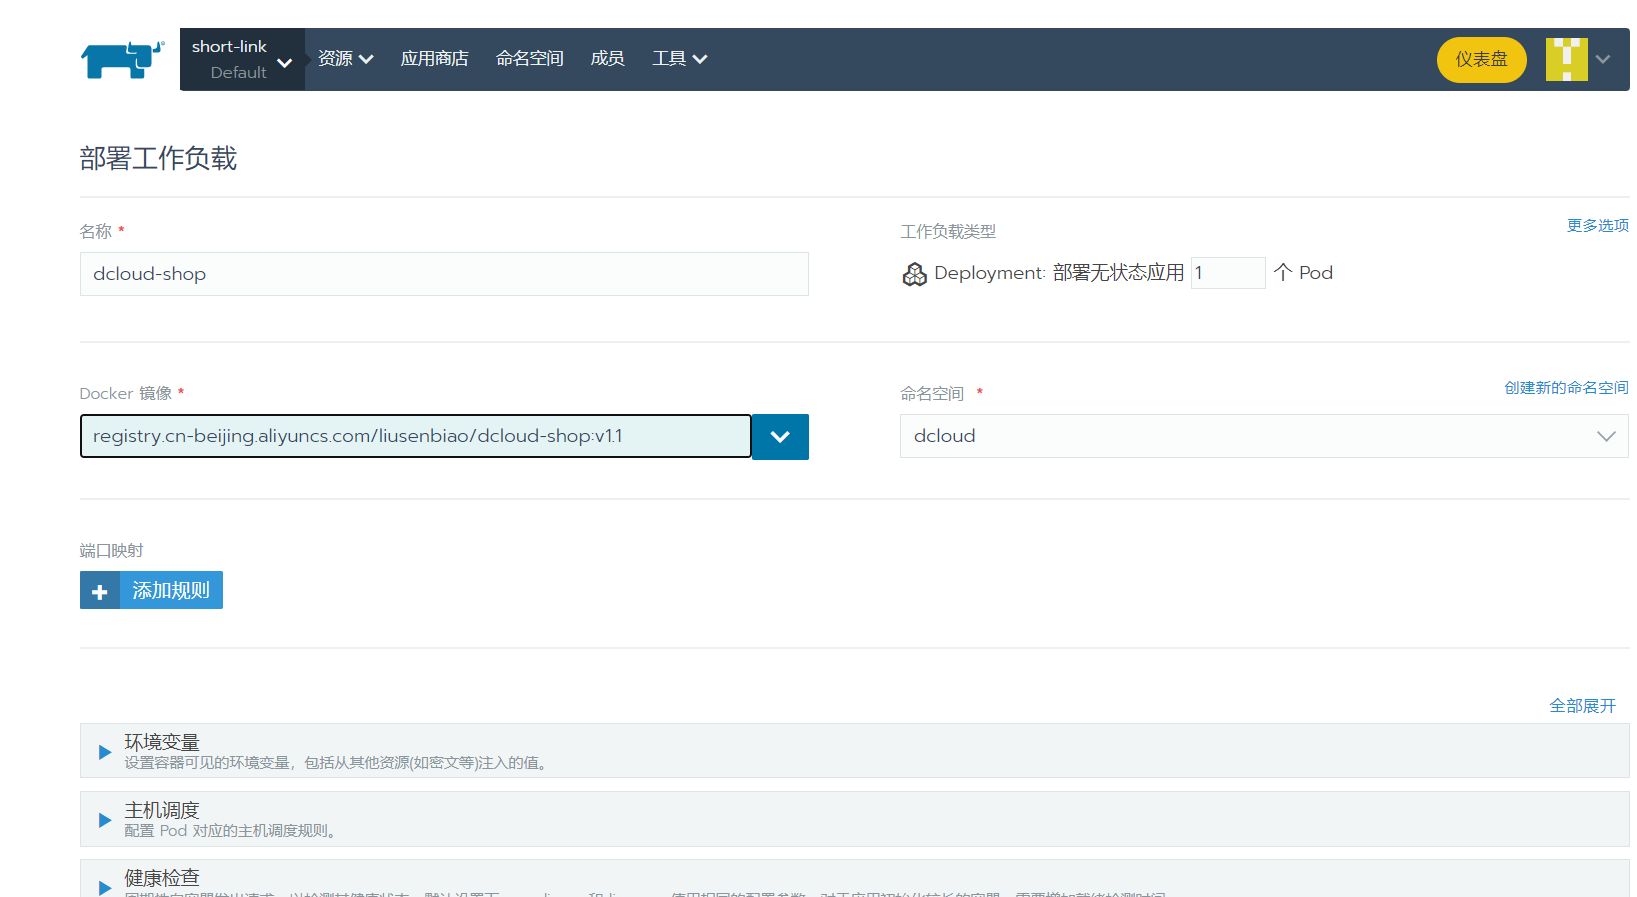 short-link
Default
资源
应用商店
命名空间
成员
工具
仪表盘
部署工作负载
名称 *
工作负载类型
更多选项
dcloud-shop
Deployment: 部署无状态应用 1 个 Pod
Docker 镜像 *
命名空间 *
创建新的命名空间
registry.cn-beijing.aliyuncs.com/liusenbiao/dcloud-shop:v1.1
dcloud
端口映射
添加规则
全部展开
环境变量
设置容器可见的环境变量，包括从其他资源(如密文等)注入的值。
主机调度
配置 Pod 对应的主机调度规则。
健康检查